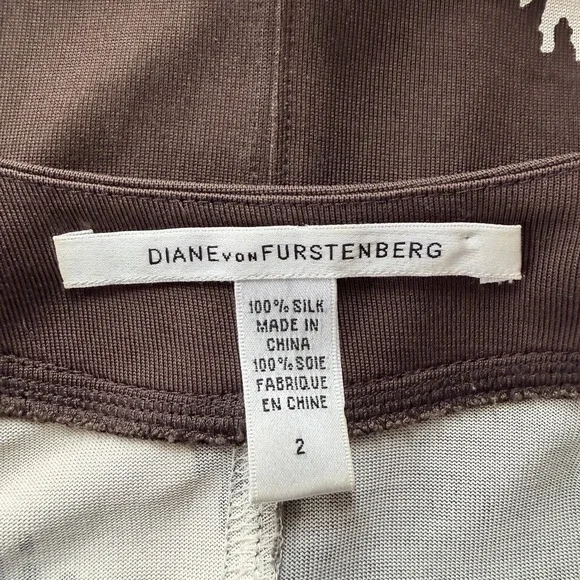 DIANE VON FURSTENBERG
100% SILK
MADE IN
CHINA
100% SOIE
FABRIQUE
EN CHINE
2